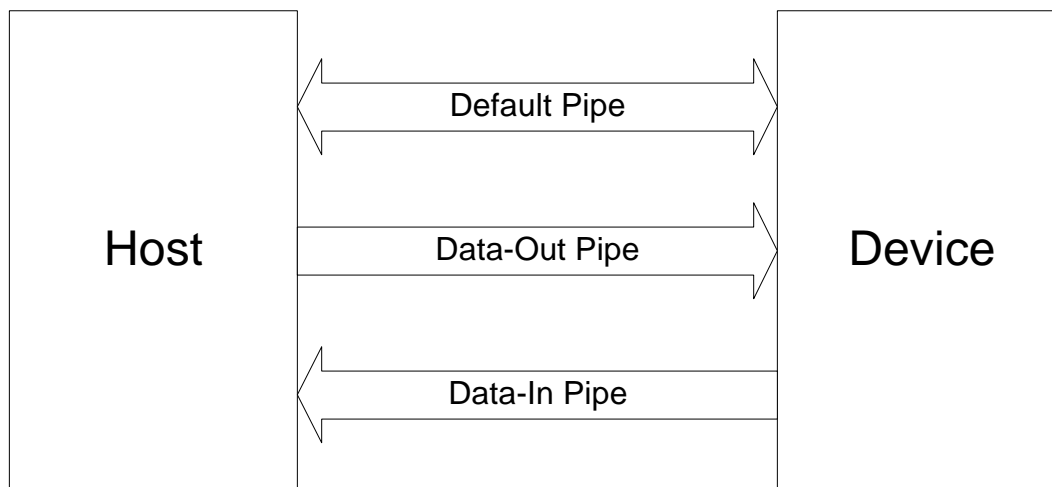 Default Pipe
Host
Data-Out Pipe
Device
Data-In Pipe